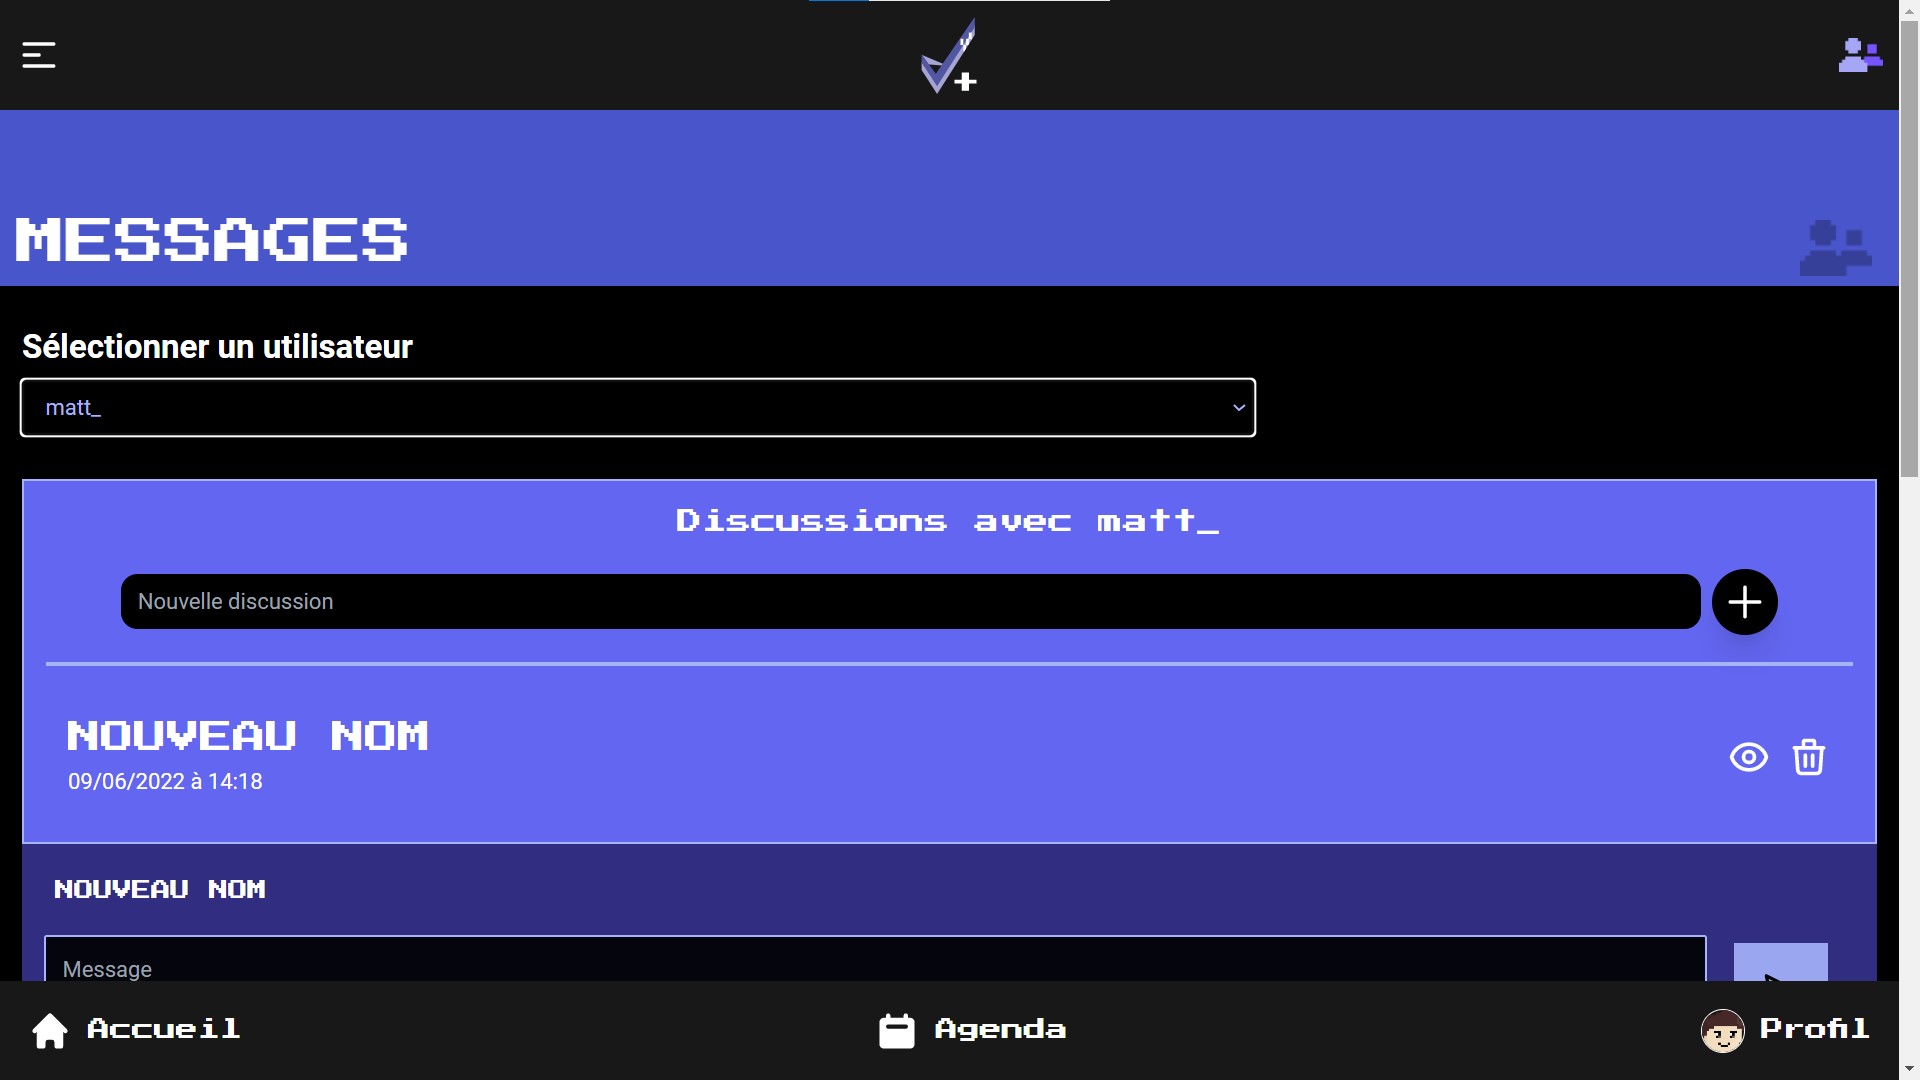 MESSAGES
Sélectionner un utilisateur
matt_
Discussions avec matt_
Nouvelle discussion
NOUVEAU NOM
09/06/2022 à 14:18
NOUVEAU NOM
Message
Accueil
Agenda
Profil